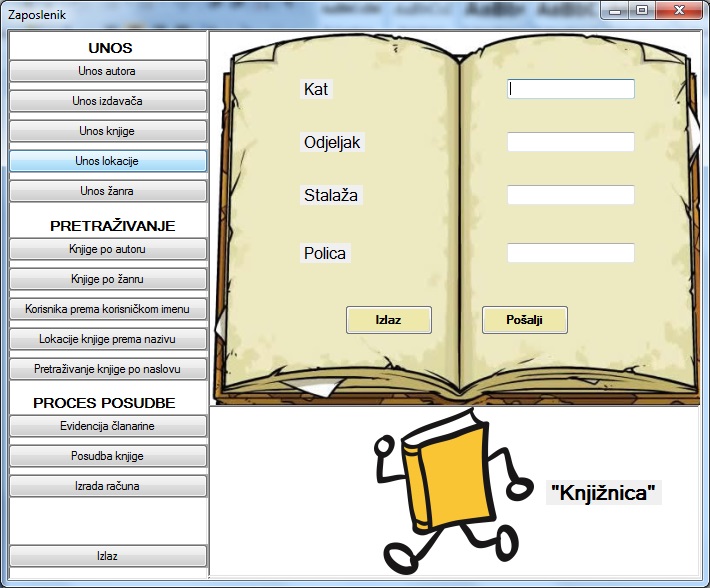 Zaposlenik
UNOS
Unos autora
Unos izdavača
Unos knjige
Unos lokacije
Unos žanra
PRETRAŽIVANJE
Knjige po autoru
Knjige po žanru
Korisnika prema korisničkom imenu
Lokacije knjige prema nazivu
Pretraživanje knjige po naslovu
PROCES POSUDBE
Evidencija članarine
Posudba knjige
Izrada računa
Izlaz
Kat
Odjeljak
Stalaža
Polica
Izlaz
Pošalji
"Knjižnica"